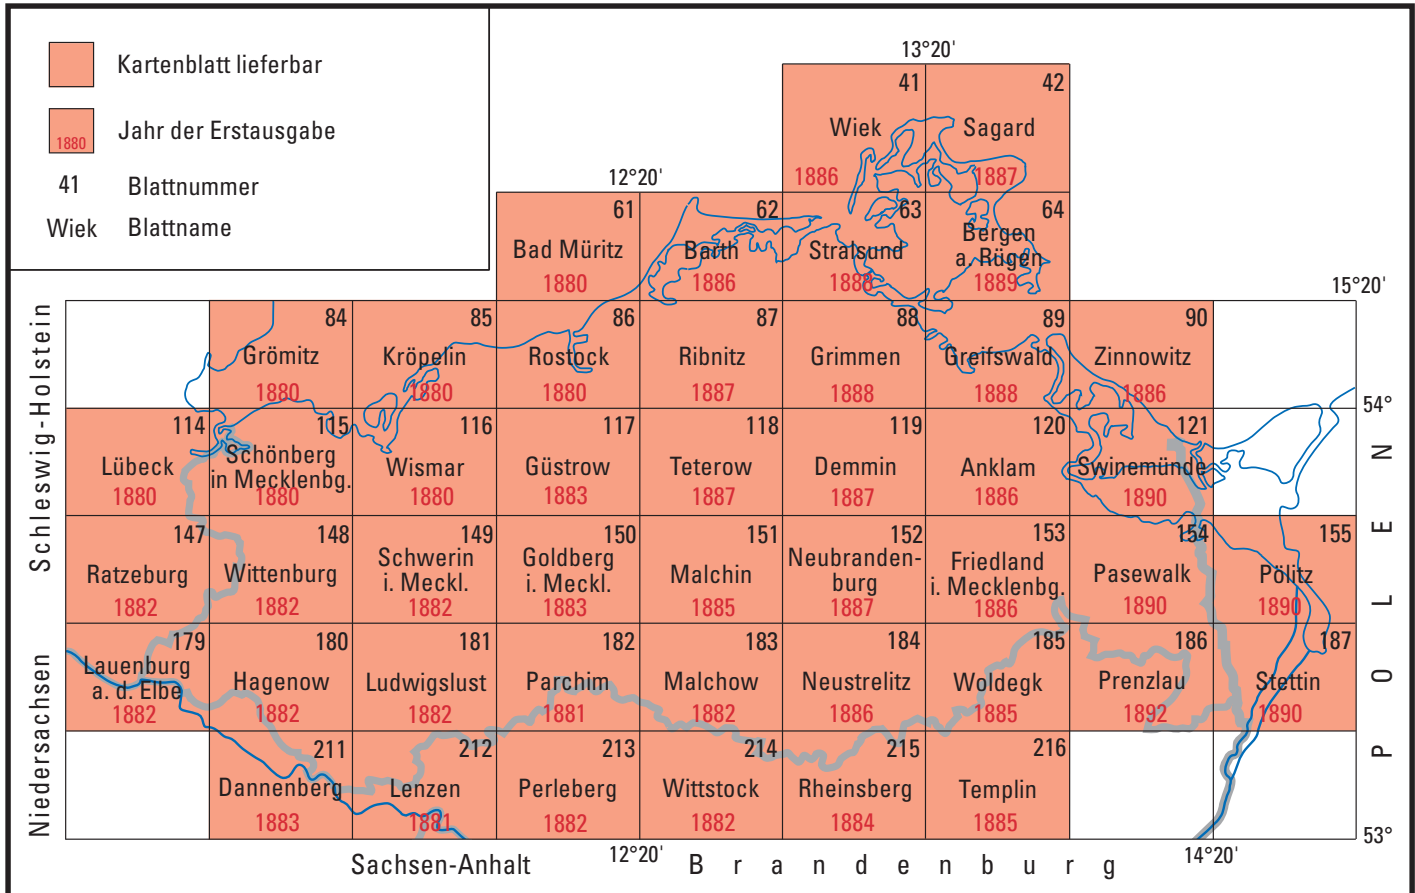 Kartenblatt lieferbar
1880 Jahr der Erstausgabe
41 Blattnummer
Wiek Blattname
13°20'
41 42
Wiek Sagard
1886 1887
12°20'
61 62 63 64
Bad Müritz Barth Stralsund Bergen
a. Rügen
1880 1886 1888 1889
15°20'
84 85 86 87 88 89 90
Grömitz Kröpelin Rostock Ribnitz Grimmen Greifswald Zinnowitz
1880 1880 1880 1887 1888 1888 1886
54°
114 115 116 117 118 119 120 121
Lübeck Schönberg
in Mecklenbg. Wismar Güstrow Teterow Demmin Anklam Swinemünde
1880 1880 1880 1883 1887 1887 1886 1890
147 148 149 150 151 152 153 154 155
Ratzeburg Wittenburg Schwerin
i. Meckl. Goldberg
i. Meckl. Malchin Neubranden-
burg Friedland
i. Mecklenbg. Pasewalk Pölitz
1882 1882 1882 1883 1885 1887 1886 1890 1890
179 180 181 182 183 184 185 186 187
Lauenburg
a. d. Elbe Hagenow Ludwigslust Parchim Malchow Neustrelitz Woldegk Prenzlau Stettin
1882 1882 1882 1881 1882 1886 1885 1892 1890
211 212 213 214 215 216
Dannenberg Lenzen Perleberg Wittstock Rheinsberg Templin
1883 1881 1882 1882 1884 1885
53°
12°20' 14°20'
Schleswig-Holstein
Niedersachsen
Sachsen-Anhalt
Brandenburg
POLEN